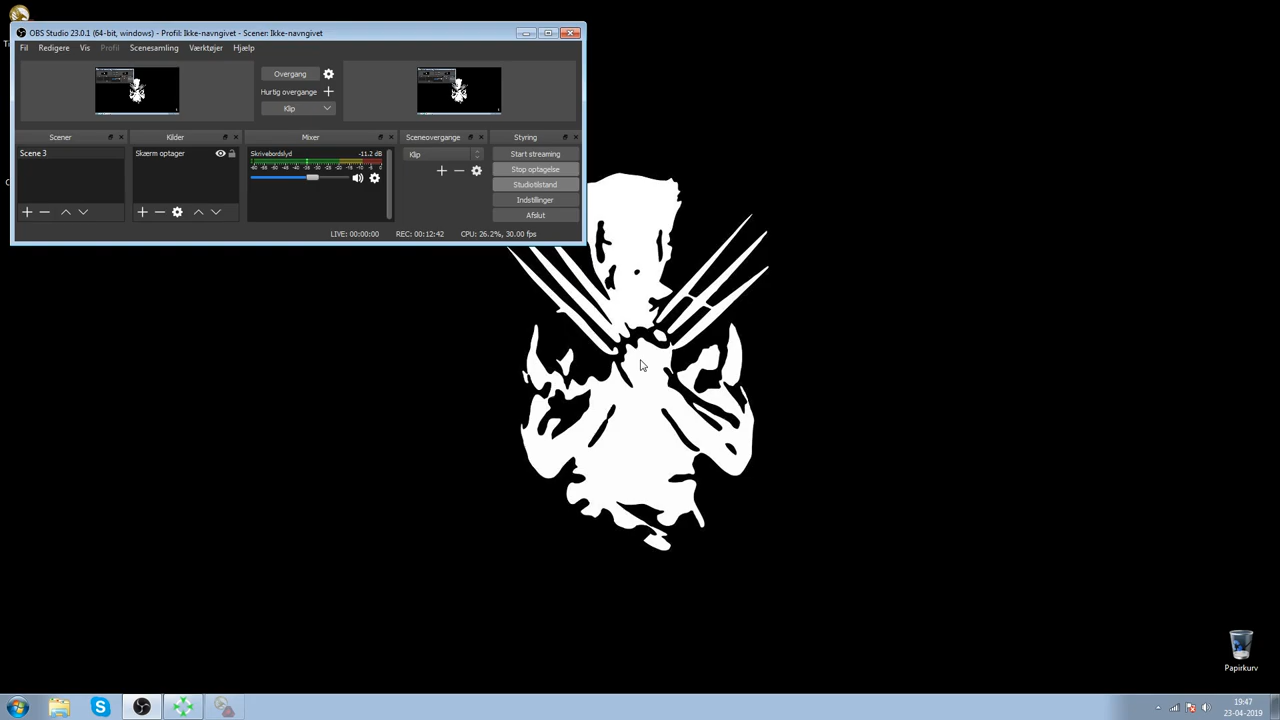 OBS Studio 23.0.1 (64-bit, windows) - Profil: Ikke-navngivet - Scener: Ikke-navngivet
Fil Redigere Vis Profil Scenesamling Værktøjer Hjælp
Overgang
Hurtig overgange
Klip
Scener Kilder Mixer Sceneovergange Styring
Scene 3
Skærm optager
Skrivebordslyd -11.2 dB
Klip
Start streaming
Stop optagelse
Studiotilstand
Indstillinger
Afslut
LIVE: 00:00:00 REC: 00:12:42 CPU: 26.2%, 30.00 fps
Papirkurv
19:47
23-04-2019